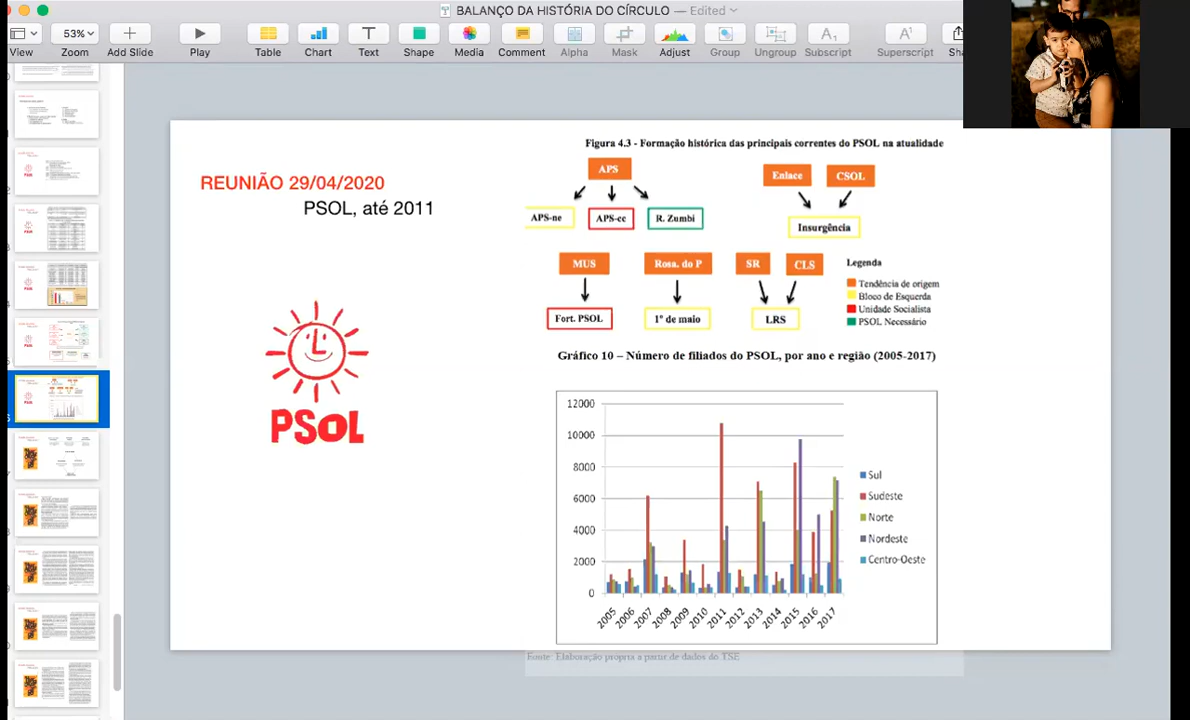 BALANÇO DA HISTÓRIA DO CÍRCULO — Edited
53%
View
Zoom
Add Slide
Play
Table
Chart
Text
Shape
Media
Comment
Alpha
Mask
Adjust
Group
Ungroup
Subscript
Superscript
REUNIÃO 29/04/2020
PSOL, até 2011
PSOL
Figura 4.3 - Formação histórica das principais correntes do PSOL na atualidade
APS
Enlace
CSOL
APS-ne
APS-cc
R. Zumbi
Insurgência
MUS
Rosa. do P
SR
CLS
Legenda
Tendência de origem
Bloco de Esquerda
Unidade Socialista
PSOL Necessário
Fort. PSOL
1º de maio
LRS
Gráfico 10 – Número de filiados do PSOL, por ano e região (2005-2017)
12000
10000
8000
6000
4000
2000
0
2005
2006
2007
2008
2009
2010
2011
2012
2013
2014
2015
2016
2017
Sul
Sudeste
Norte
Nordeste
Centro-Oeste
Fonte: Elaboração própria a partir de dados do TSE